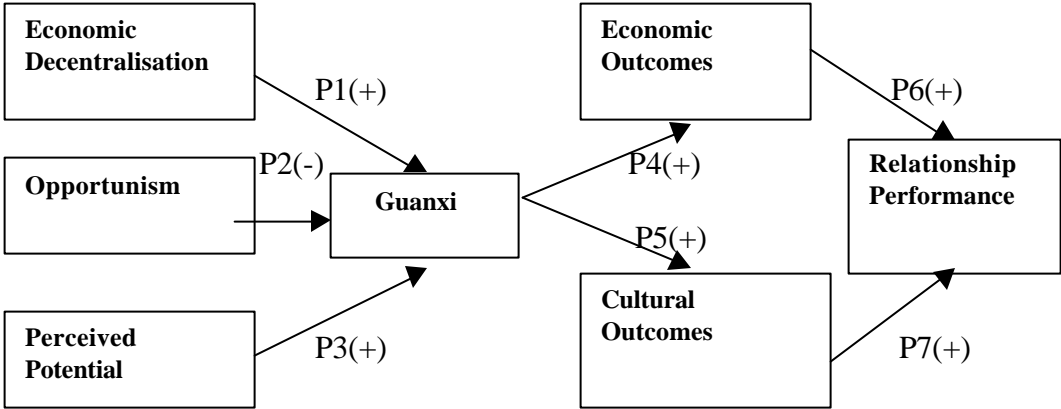 Economic
Decentralisation
P1(+)
Opportunism
P2(-)
Perceived
Potential
P3(+)
Guanxi
Economic
Outcomes
P4(+)
P5(+)
Cultural
Outcomes
P6(+)
Relationship
Performance
P7(+)